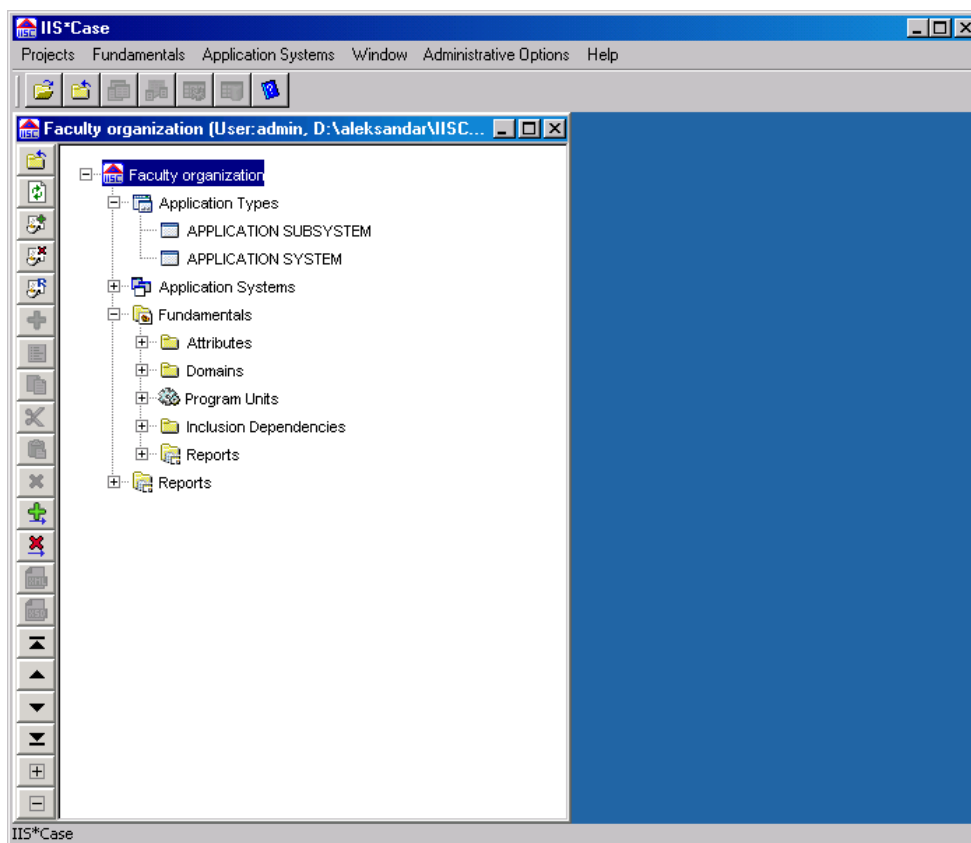 IIS*Case
Projects Fundamentals Application Systems Window Administrative Options Help
Faculty organization (User:admin, D:\aleksandar\IISC...
Faculty organization
Application Types
APPLICATION SUBSYSTEM
APPLICATION SYSTEM
Application Systems
Fundamentals
Attributes
Domains
Program Units
Inclusion Dependencies
Reports
Reports
IIS*Case